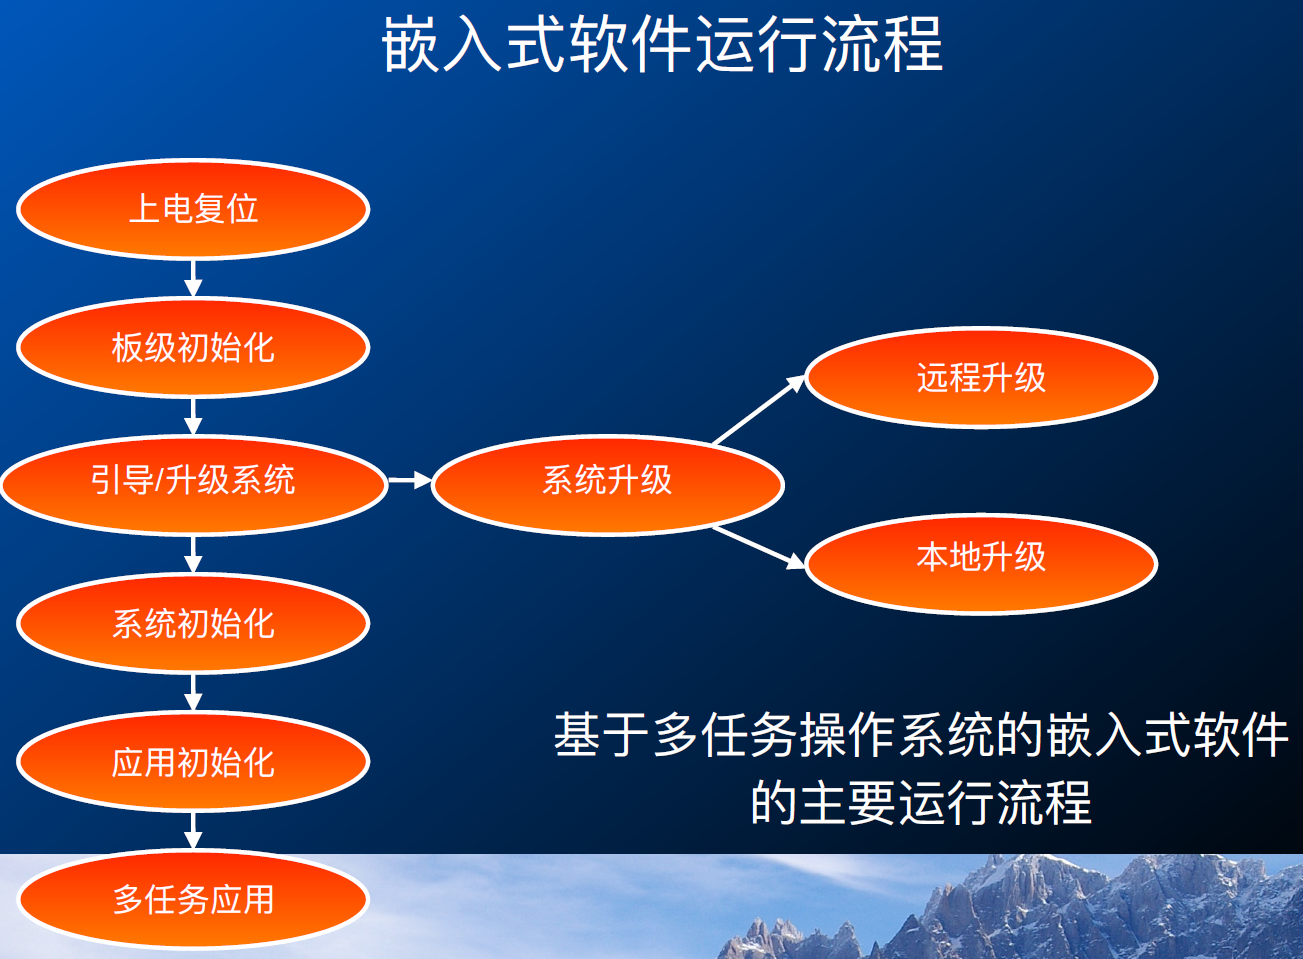 嵌入式软件运行流程
上电复位
板级初始化
引导/升级系统
系统初始化
应用初始化
多任务应用
系统升级
远程升级
本地升级
基于多任务操作系统的嵌入式软件
的主要运行流程